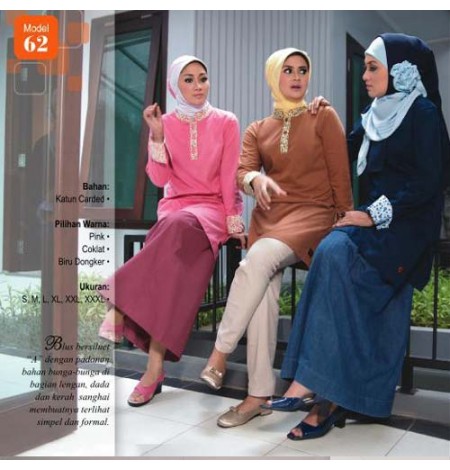 Model
62
Bahan:
Katun Carded •
Pilihan Warna:
Pink •
Coklat •
Biru Dongker •
Ukuran:
S, M, L, XL, XXL, XXXL •
Blus bersiluet
"A" dengan paduan
bahan bunga-bunga di
bagian lengan, dada
dan kerah sanghai
membuatnya terlihat
simpel dan formal.